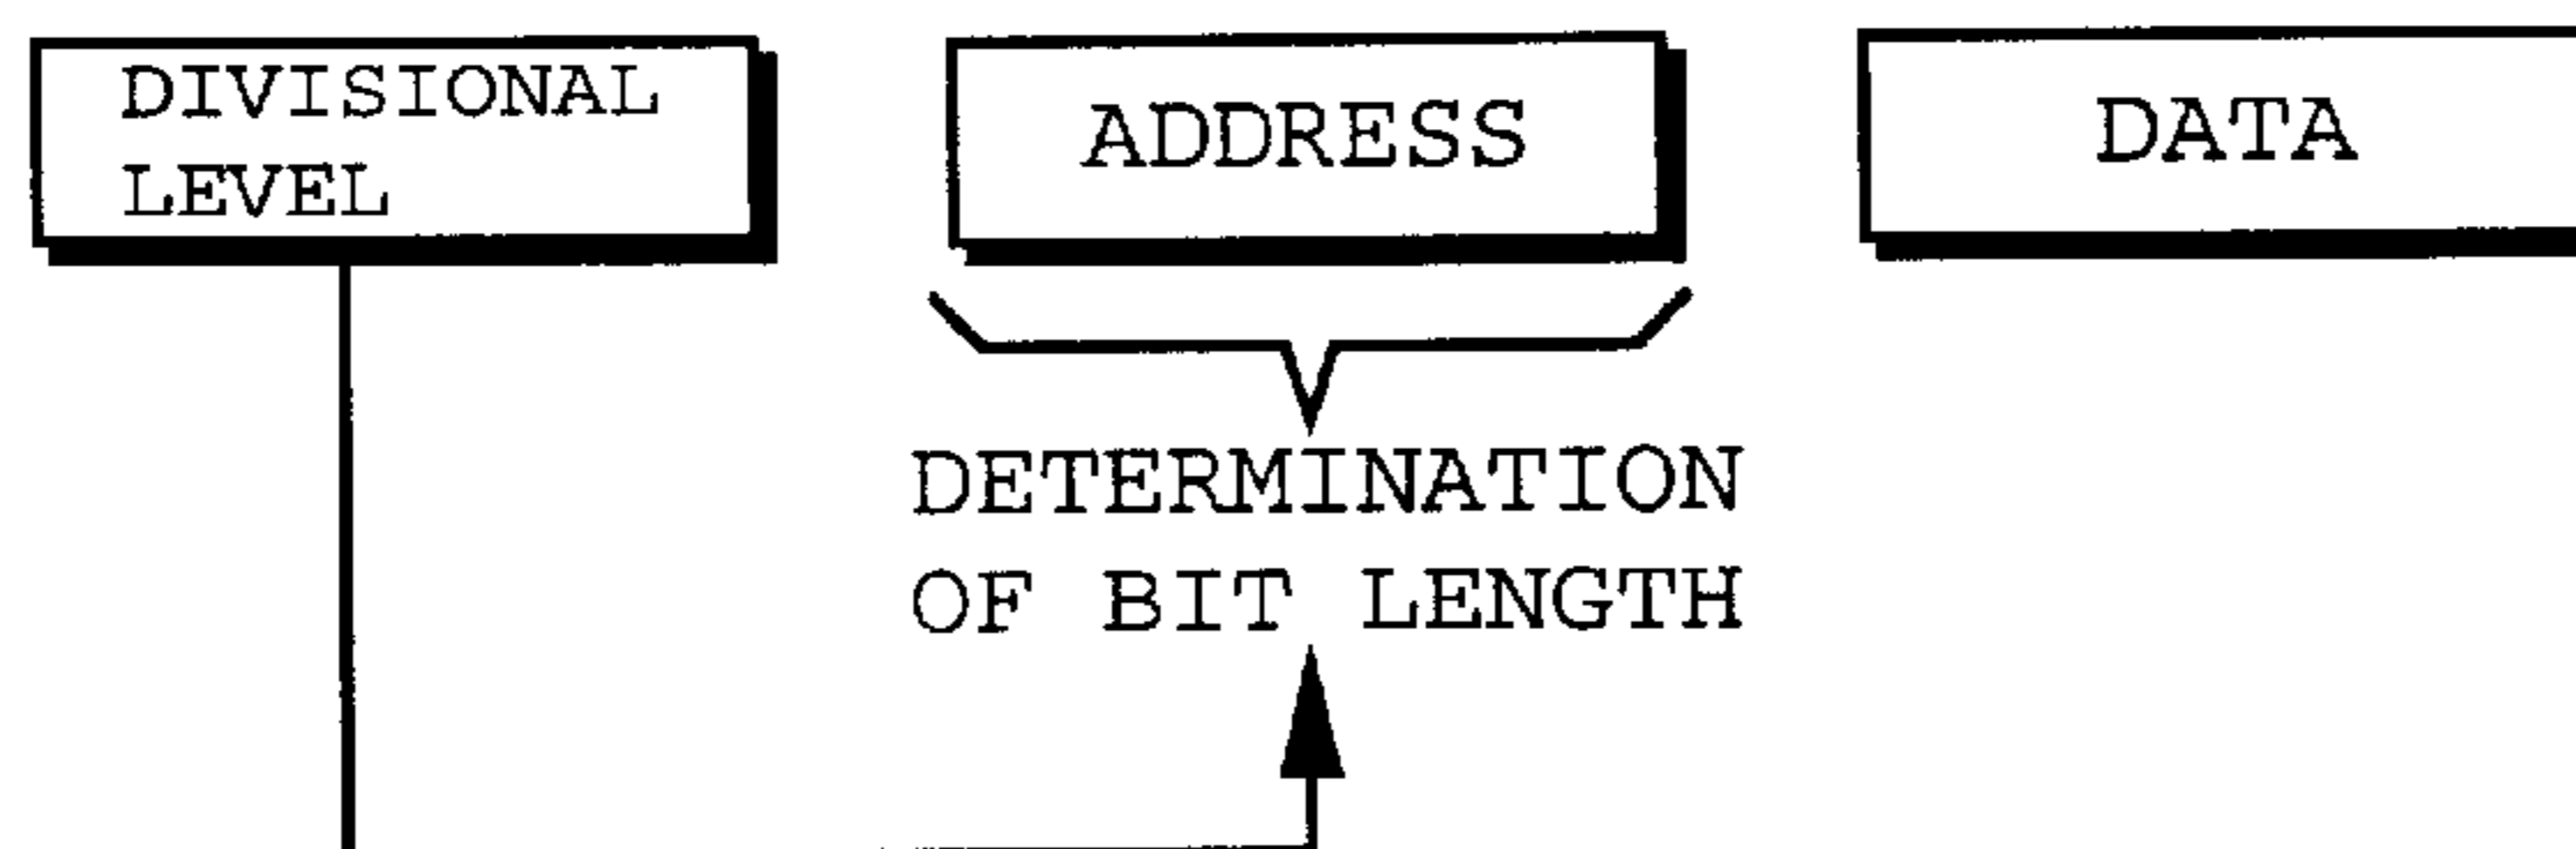 DIVISIONAL
LEVEL
ADDRESS
DATA
DETERMINATION
OF BIT LENGTH